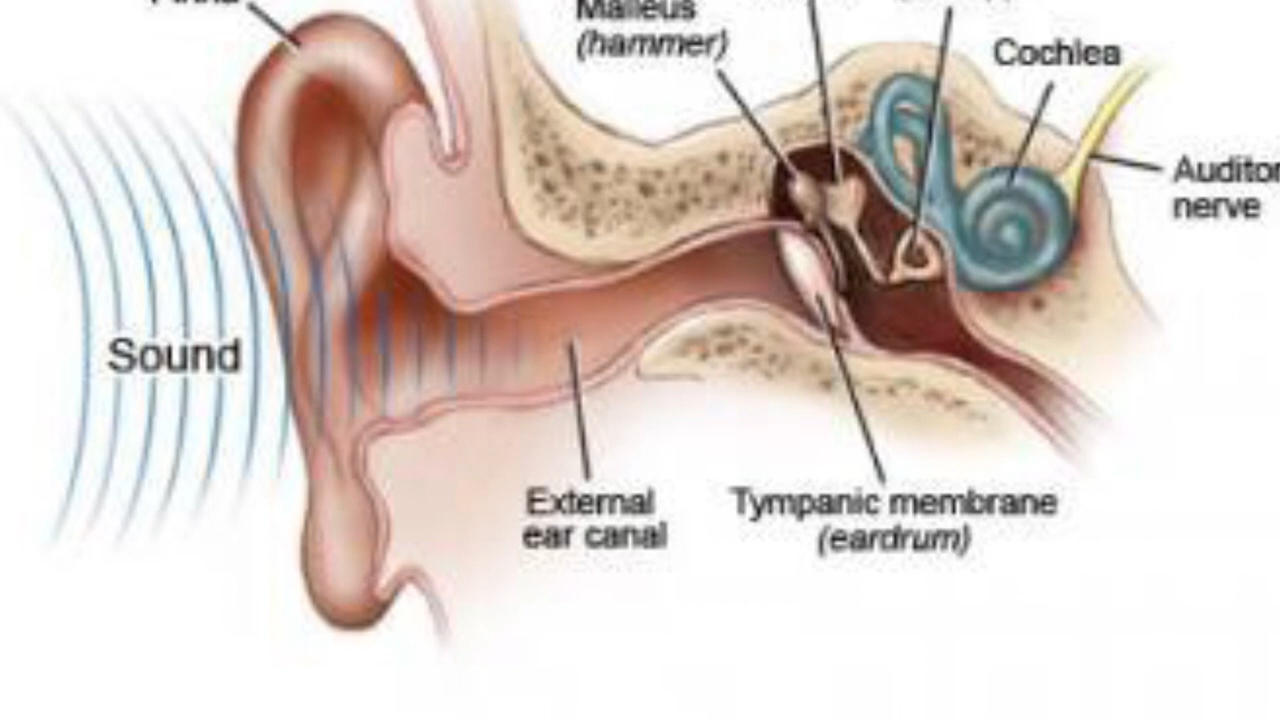 Malleus
(hammer)
Cochlea
Auditor
nerve
Sound
External
ear canal
Tympanic membrane
(eardrum)